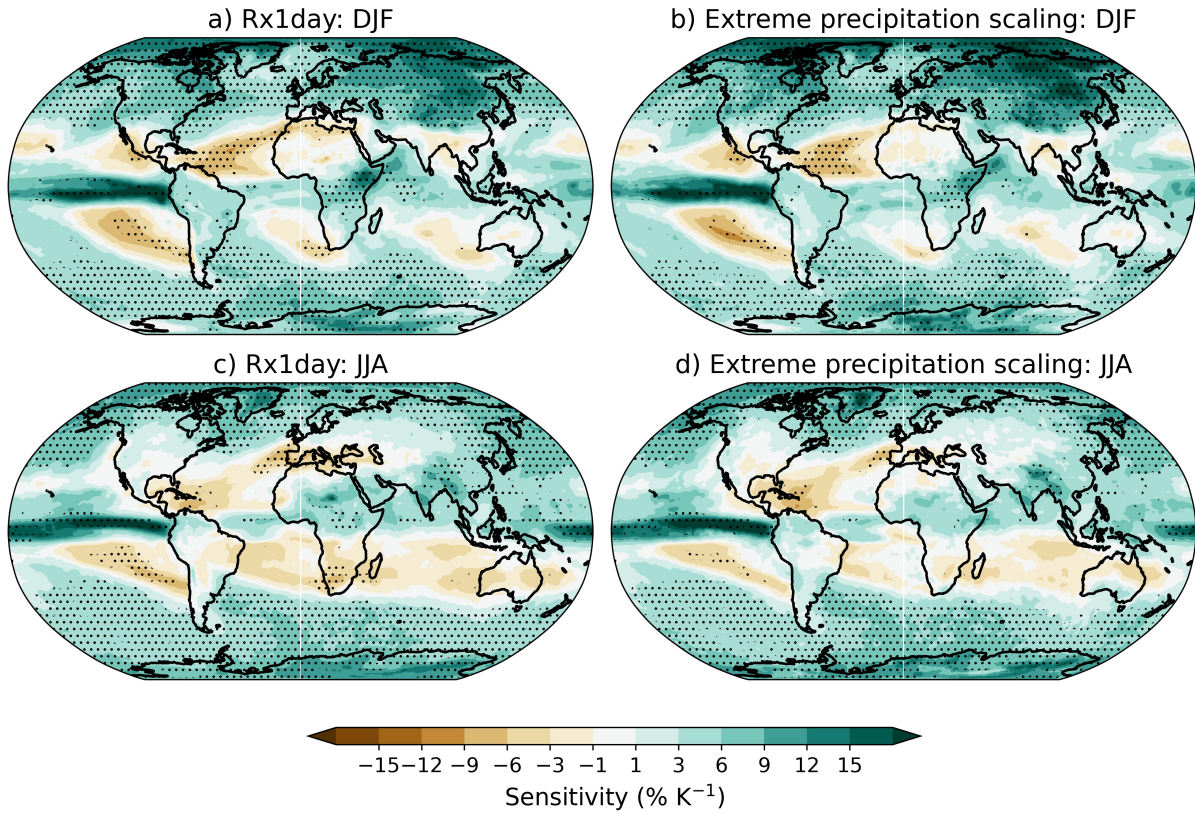 a) Rx1day: DJF
b) Extreme precipitation scaling: DJF
c) Rx1day: JJA
d) Extreme precipitation scaling: JJA
−15 −12 −9 −6 −3 −1 1 3 6 9 12 15
Sensitivity (% K⁻¹)